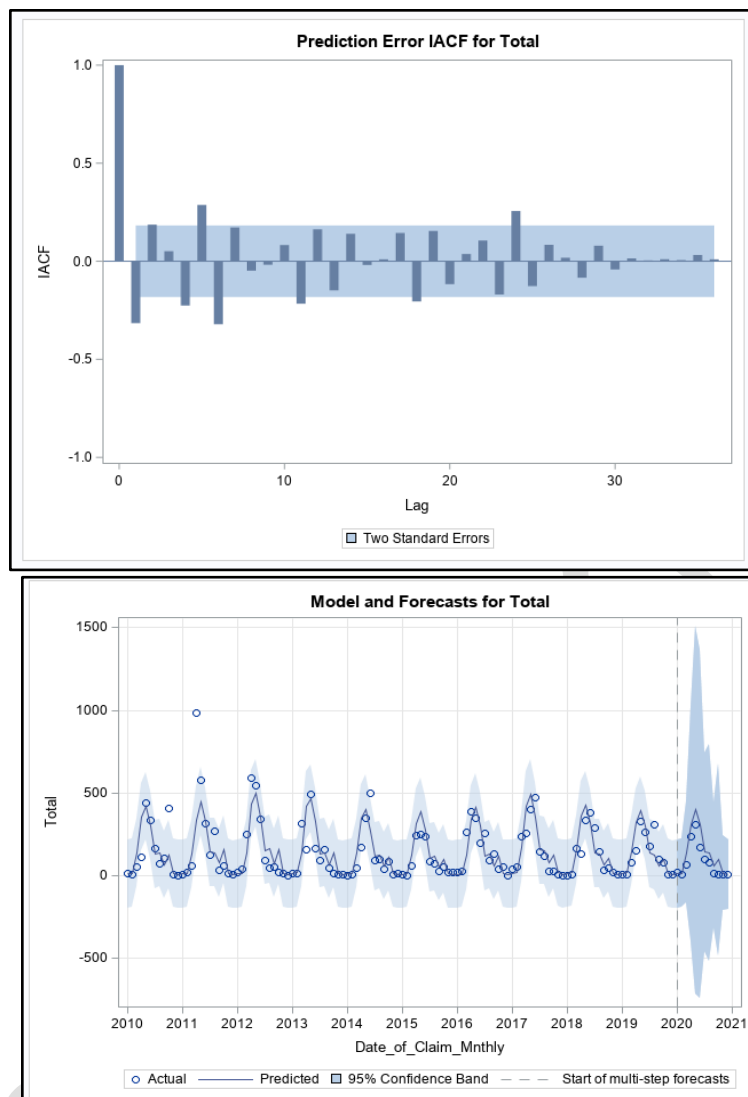 Prediction Error IACF for Total
1.0
0.5
0.0
-0.5
-1.0
IACF
0 10 20 30
Lag
Two Standard Errors
Model and Forecasts for Total
1500
1000
500
0
-500
Total
2010 2011 2012 2013 2014 2015 2016 2017 2018 2019 2020 2021
Date_of_Claim_Mnthly
Actual Predicted 95% Confidence Band Start of multi-step forecasts